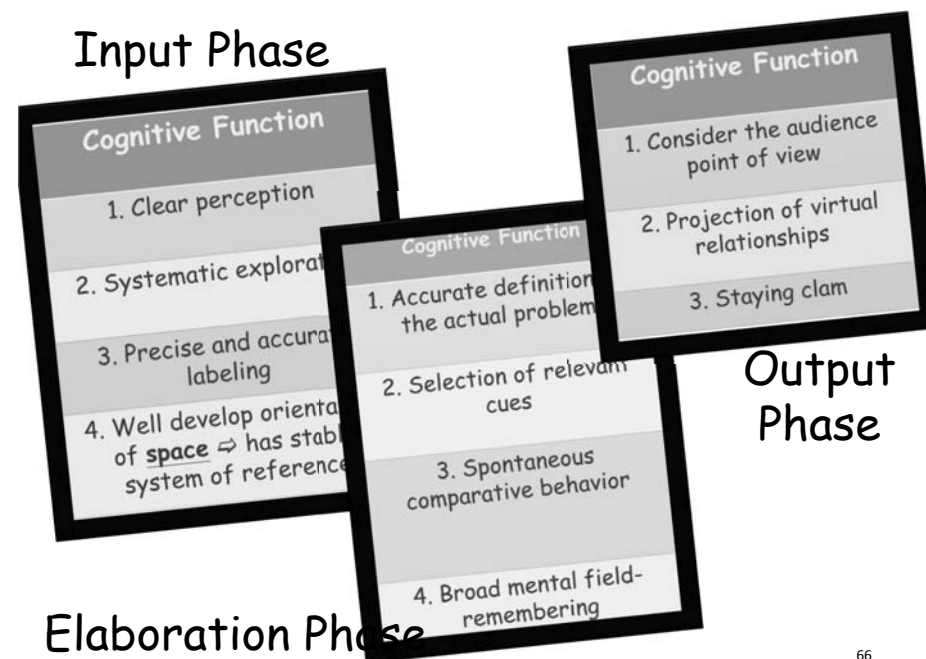 Input Phase
Cognitive Function
1. Clear perception
2. Systematic explorat
3. Precise and accura
labeling
4. Well develop orienta
of space ⇨ has stabl
system of reference
Cognitive Function
1. Accurate definition
the actual problem
2. Selection of relevant
cues
3. Spontaneous
comparative behavior
4. Broad mental field-
remembering
Elaboration Phase
Cognitive Function
1. Consider the audience
point of view
2. Projection of virtual
relationships
3. Staying clam
Output
Phase
66